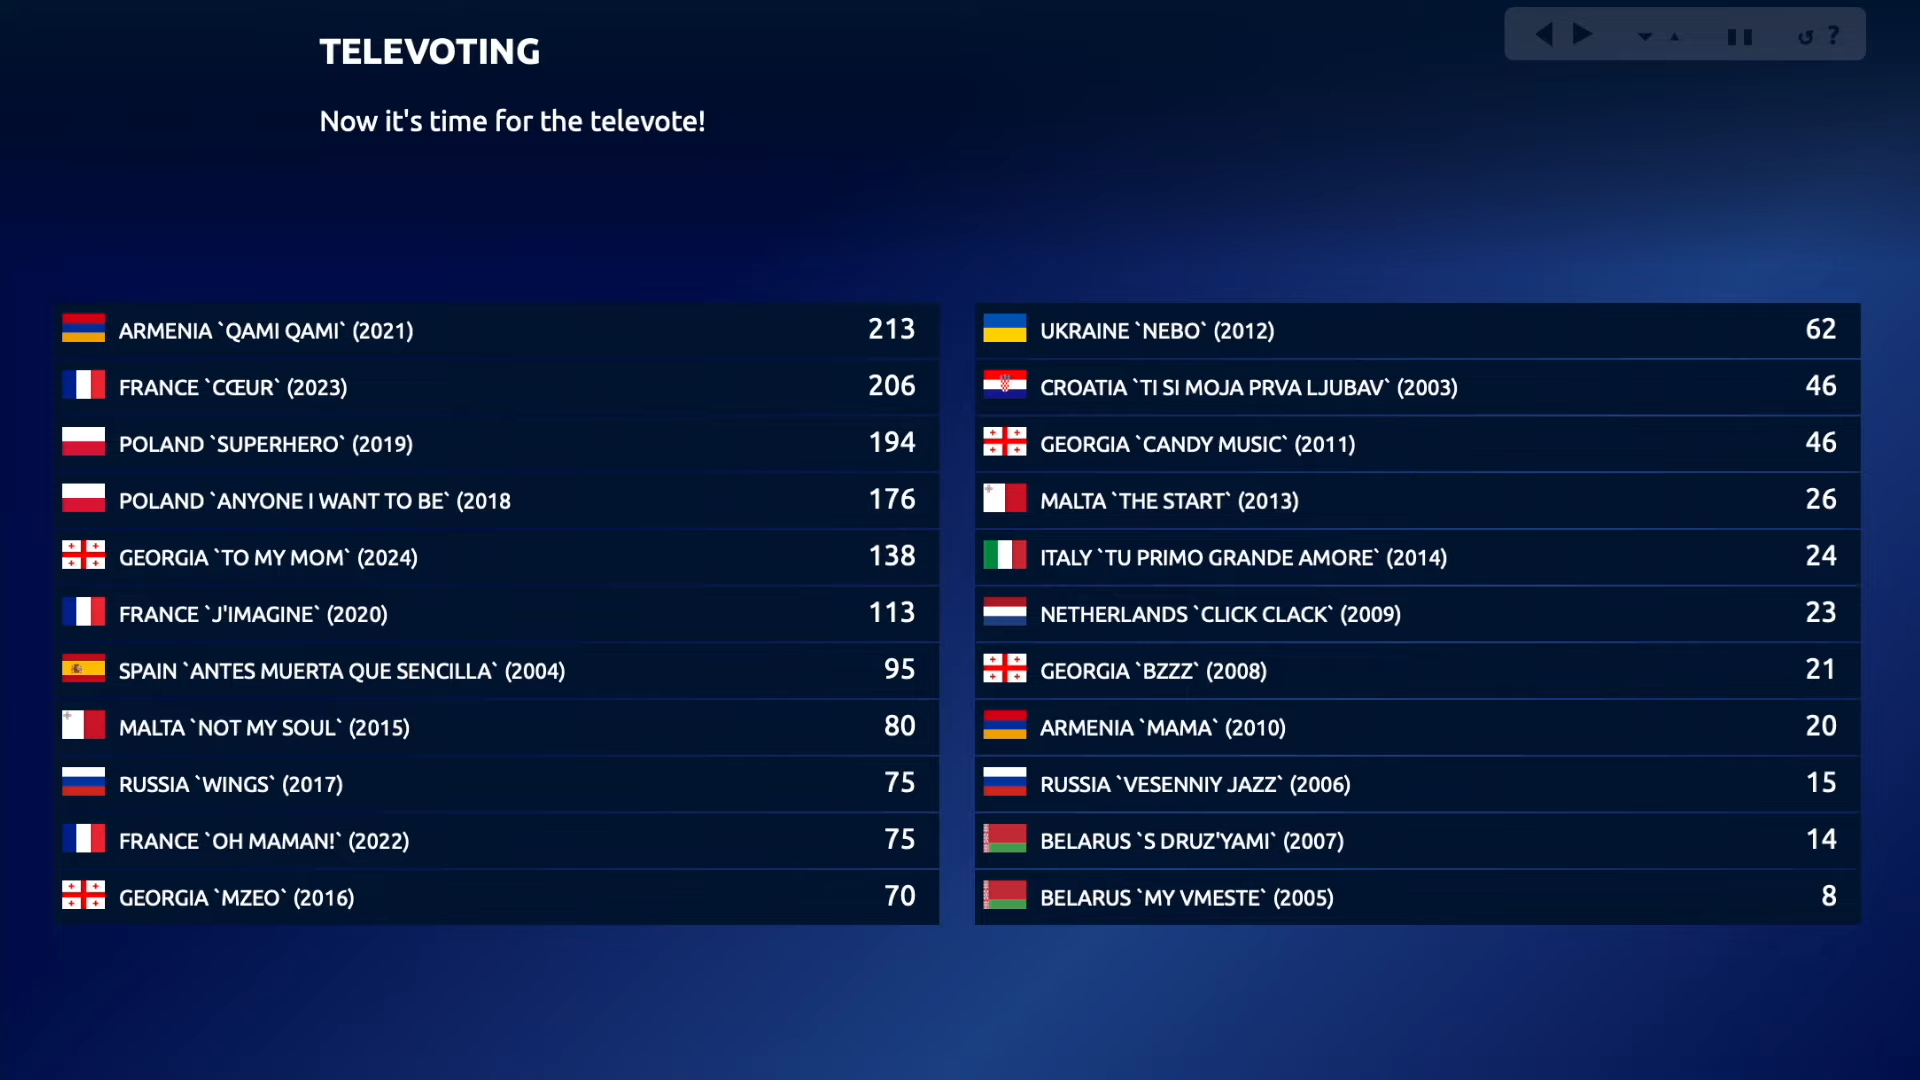 TELEVOTING
Now it's time for the televote!
?
ARMENIA `QAMI QAMI` (2021) 213
FRANCE `CŒUR` (2023) 206
POLAND `SUPERHERO` (2019) 194
POLAND `ANYONE I WANT TO BE` (2018 176
GEORGIA `TO MY MOM` (2024) 138
FRANCE `J'IMAGINE` (2020) 113
SPAIN `ANTES MUERTA QUE SENCILLA` (2004) 95
MALTA `NOT MY SOUL` (2015) 80
RUSSIA `WINGS` (2017) 75
FRANCE `OH MAMAN!` (2022) 75
GEORGIA `MZEO` (2016) 70
UKRAINE `NEBO` (2012) 62
CROATIA `TI SI MOJA PRVA LJUBAV` (2003) 46
GEORGIA `CANDY MUSIC` (2011) 46
MALTA `THE START` (2013) 26
ITALY `TU PRIMO GRANDE AMORE` (2014) 24
NETHERLANDS `CLICK CLACK` (2009) 23
GEORGIA `BZZZ` (2008) 21
ARMENIA `MAMA` (2010) 20
RUSSIA `VESENNIY JAZZ` (2006) 15
BELARUS `S DRUZ'YAMI` (2007) 14
BELARUS `MY VMESTE` (2005) 8